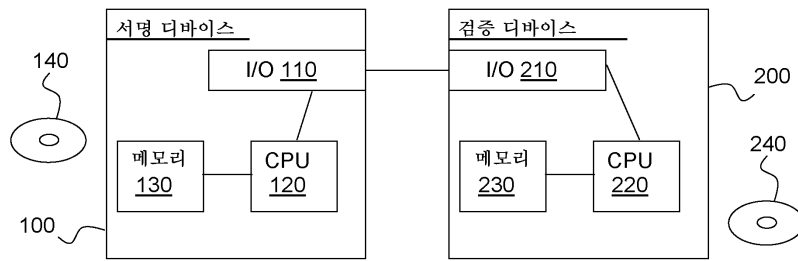 서명 디바이스
I/O 110
메모리
130
CPU
120
140
100
검증 디바이스
I/O 210
메모리
230
CPU
220
200
240